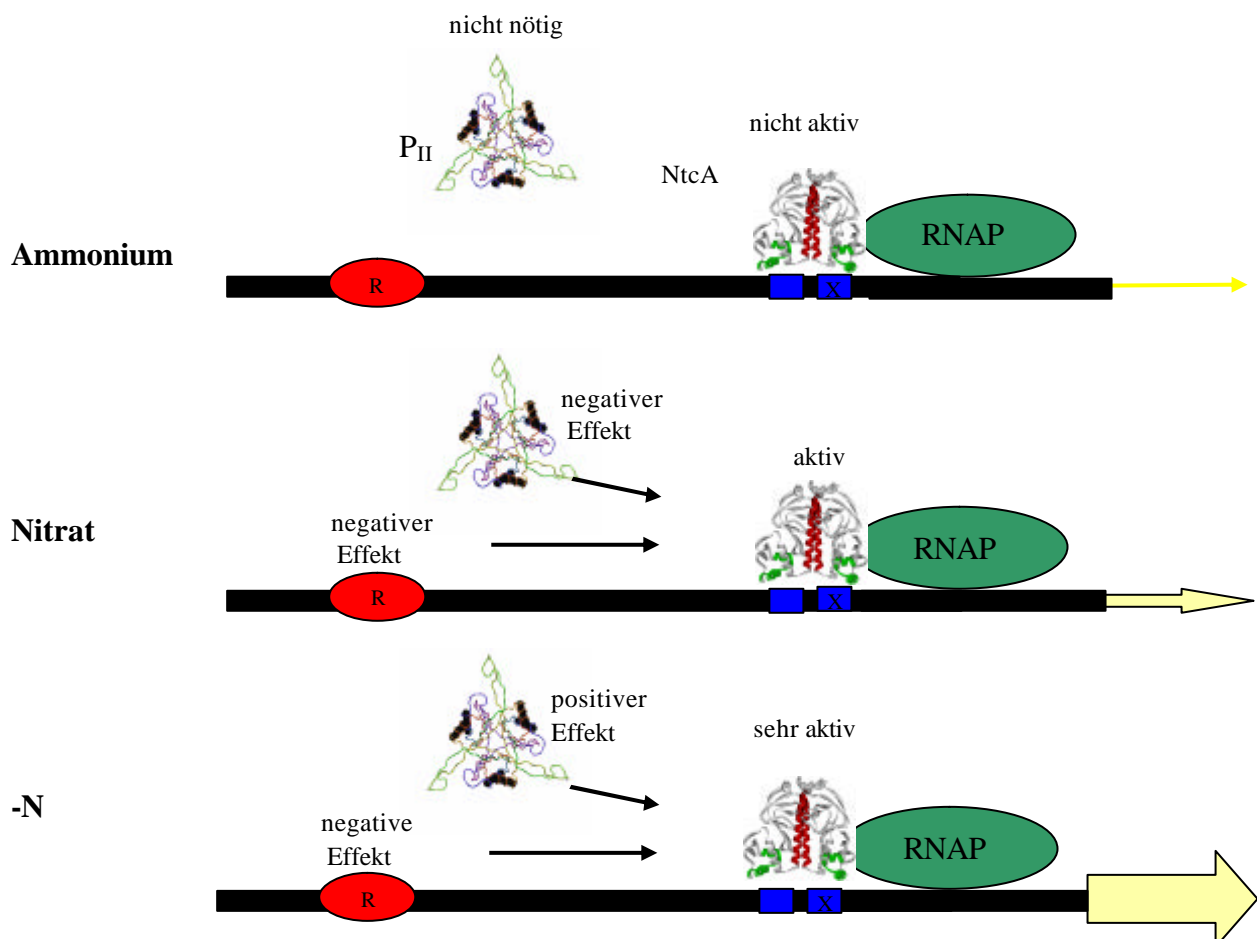 nicht nötig
P_II
nicht aktiv
NtcA
RNAP
Ammonium
R
X
negativer
Effekt
aktiv
negativer
Effekt
Nitrat
RNAP
R
X
positiver
Effekt
sehr aktiv
-N
negative
Effekt
RNAP
R
X